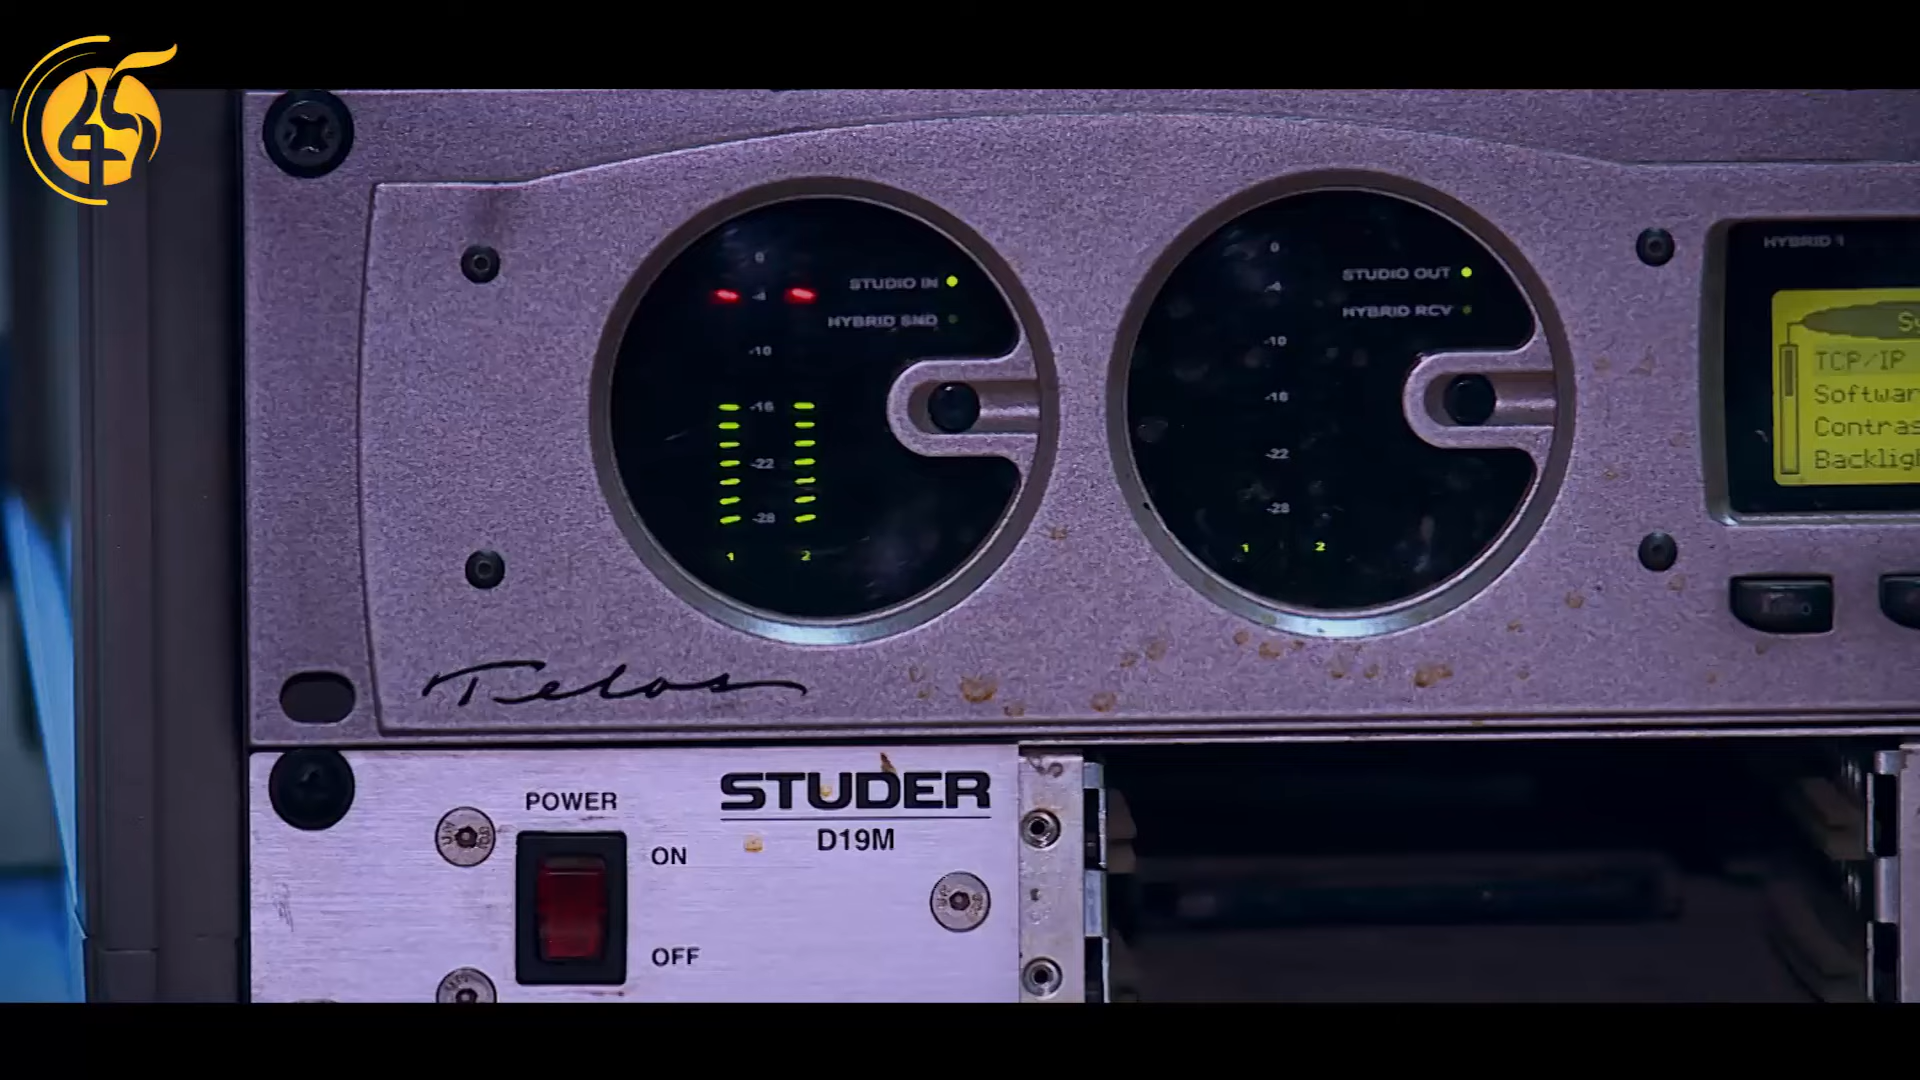 0
-4
-10
-16
-22
-28
1 2
STUDIO IN
HYBRID SND
0
-4
-10
-16
-22
-28
1 2
STUDIO OUT
HYBRID RCV
HYBRID 1
TCP/IP
Softwar
Contras
Backligh
Telos
STUDER
D19M
POWER
ON
OFF